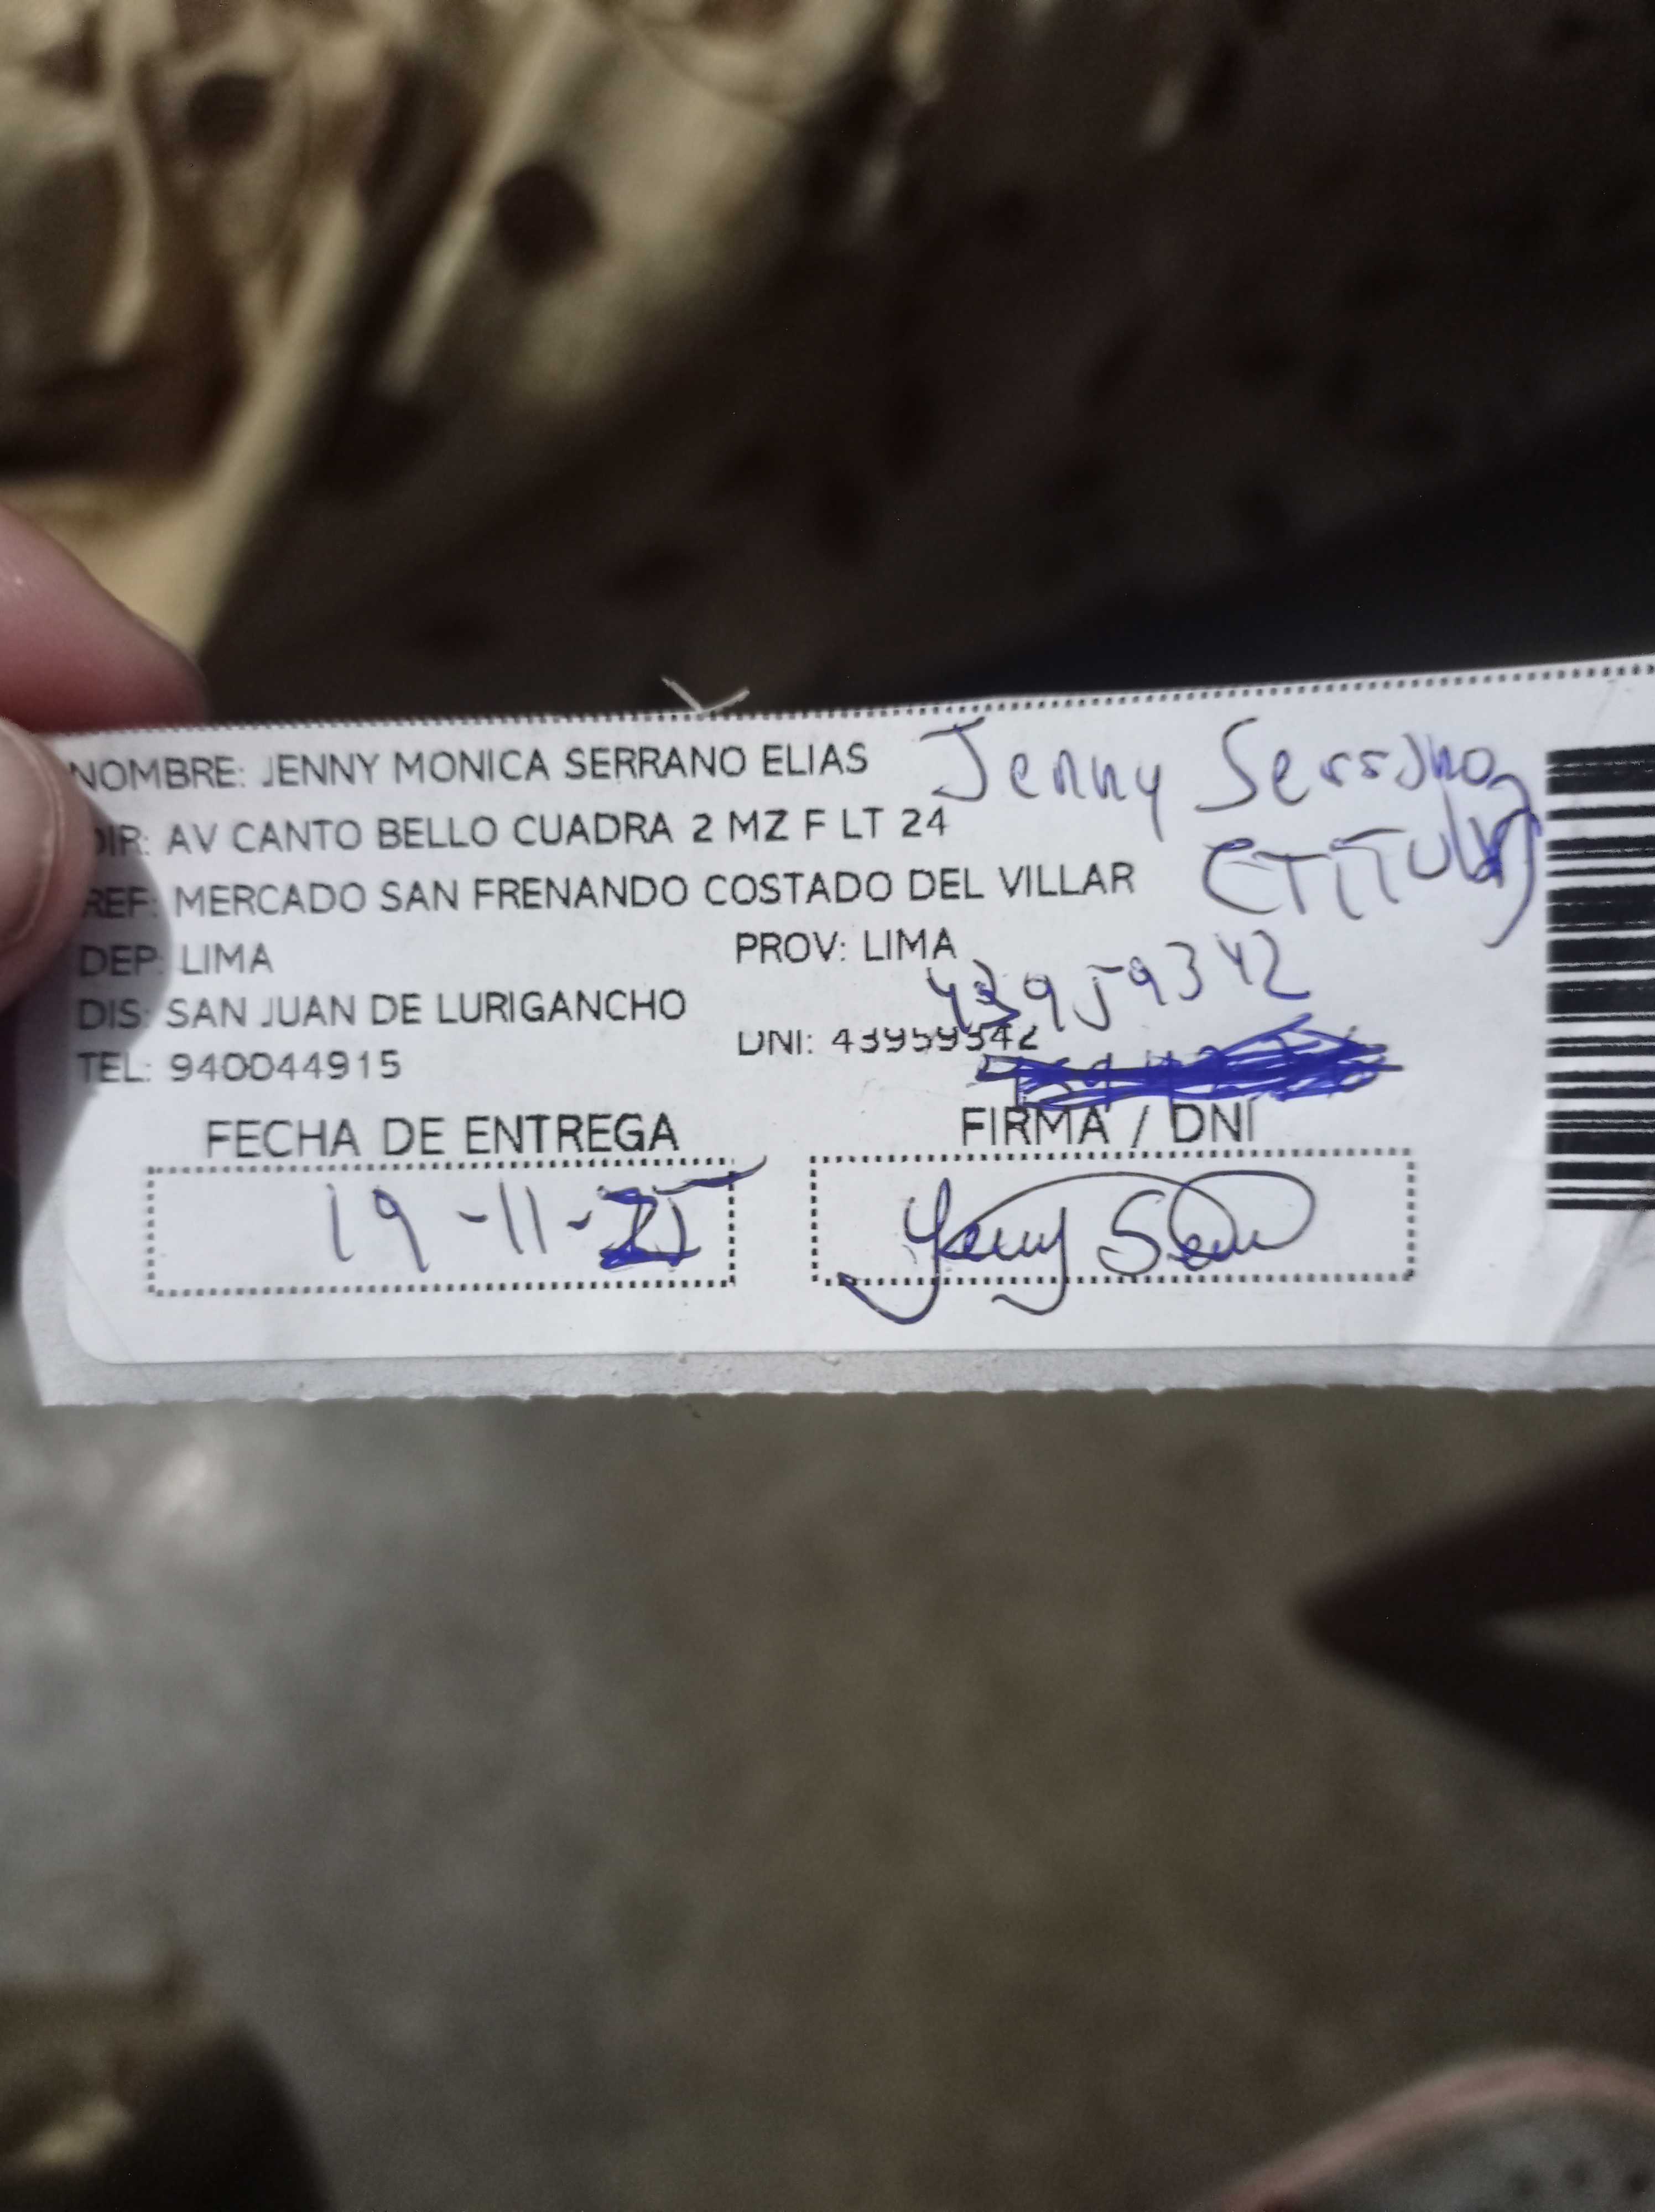 NOMBRE: JENNY MONICA SERRANO ELIAS
Jenny Serrano
DIR: AV CANTO BELLO CUADRA 2 MZ F LT 24
(TITULAR)
REF: MERCADO SAN FRENANDO COSTADO DEL VILLAR
DEP: LIMA PROV: LIMA
43959342
DIS: SAN JUAN DE LURIGANCHO
DNI: 43959342
TEL: 940044915
FECHA DE ENTREGA FIRMA / DNI
19-11-25 Jenny